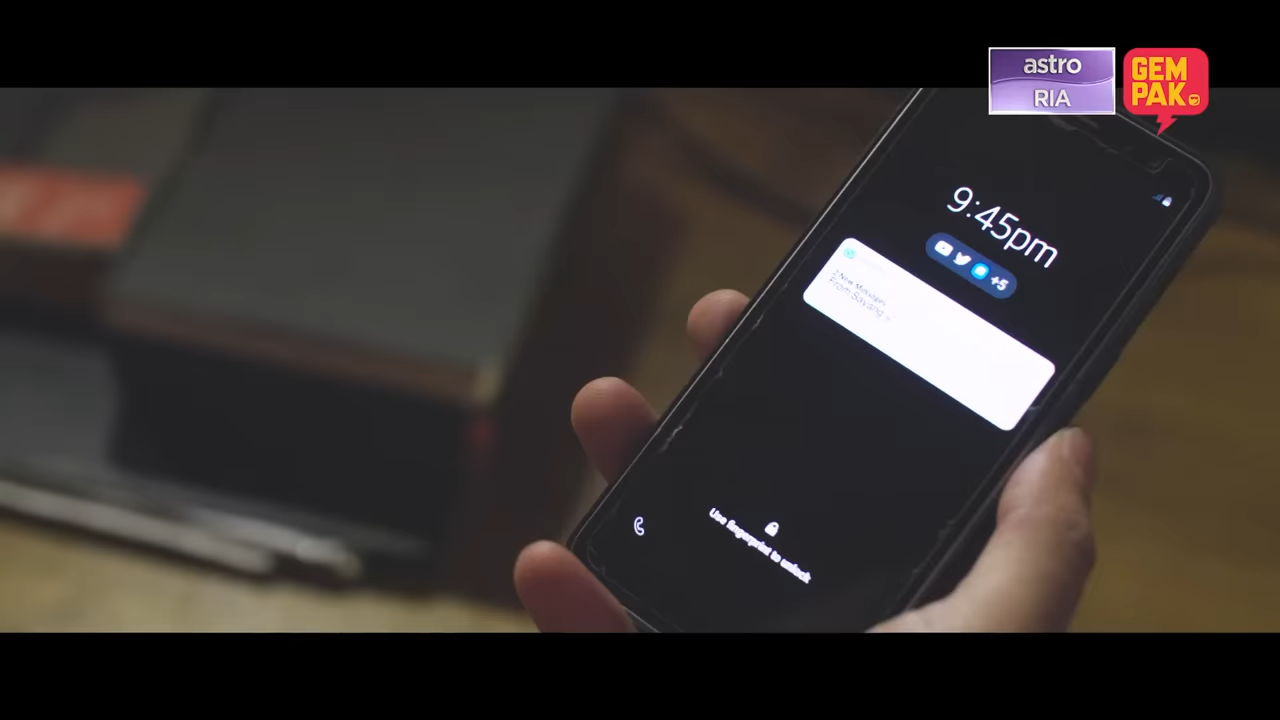 astro
RIA
GEM
PAK
9:45pm
+5
2 New Messages
From Sayang
Use fingerprint to unlock